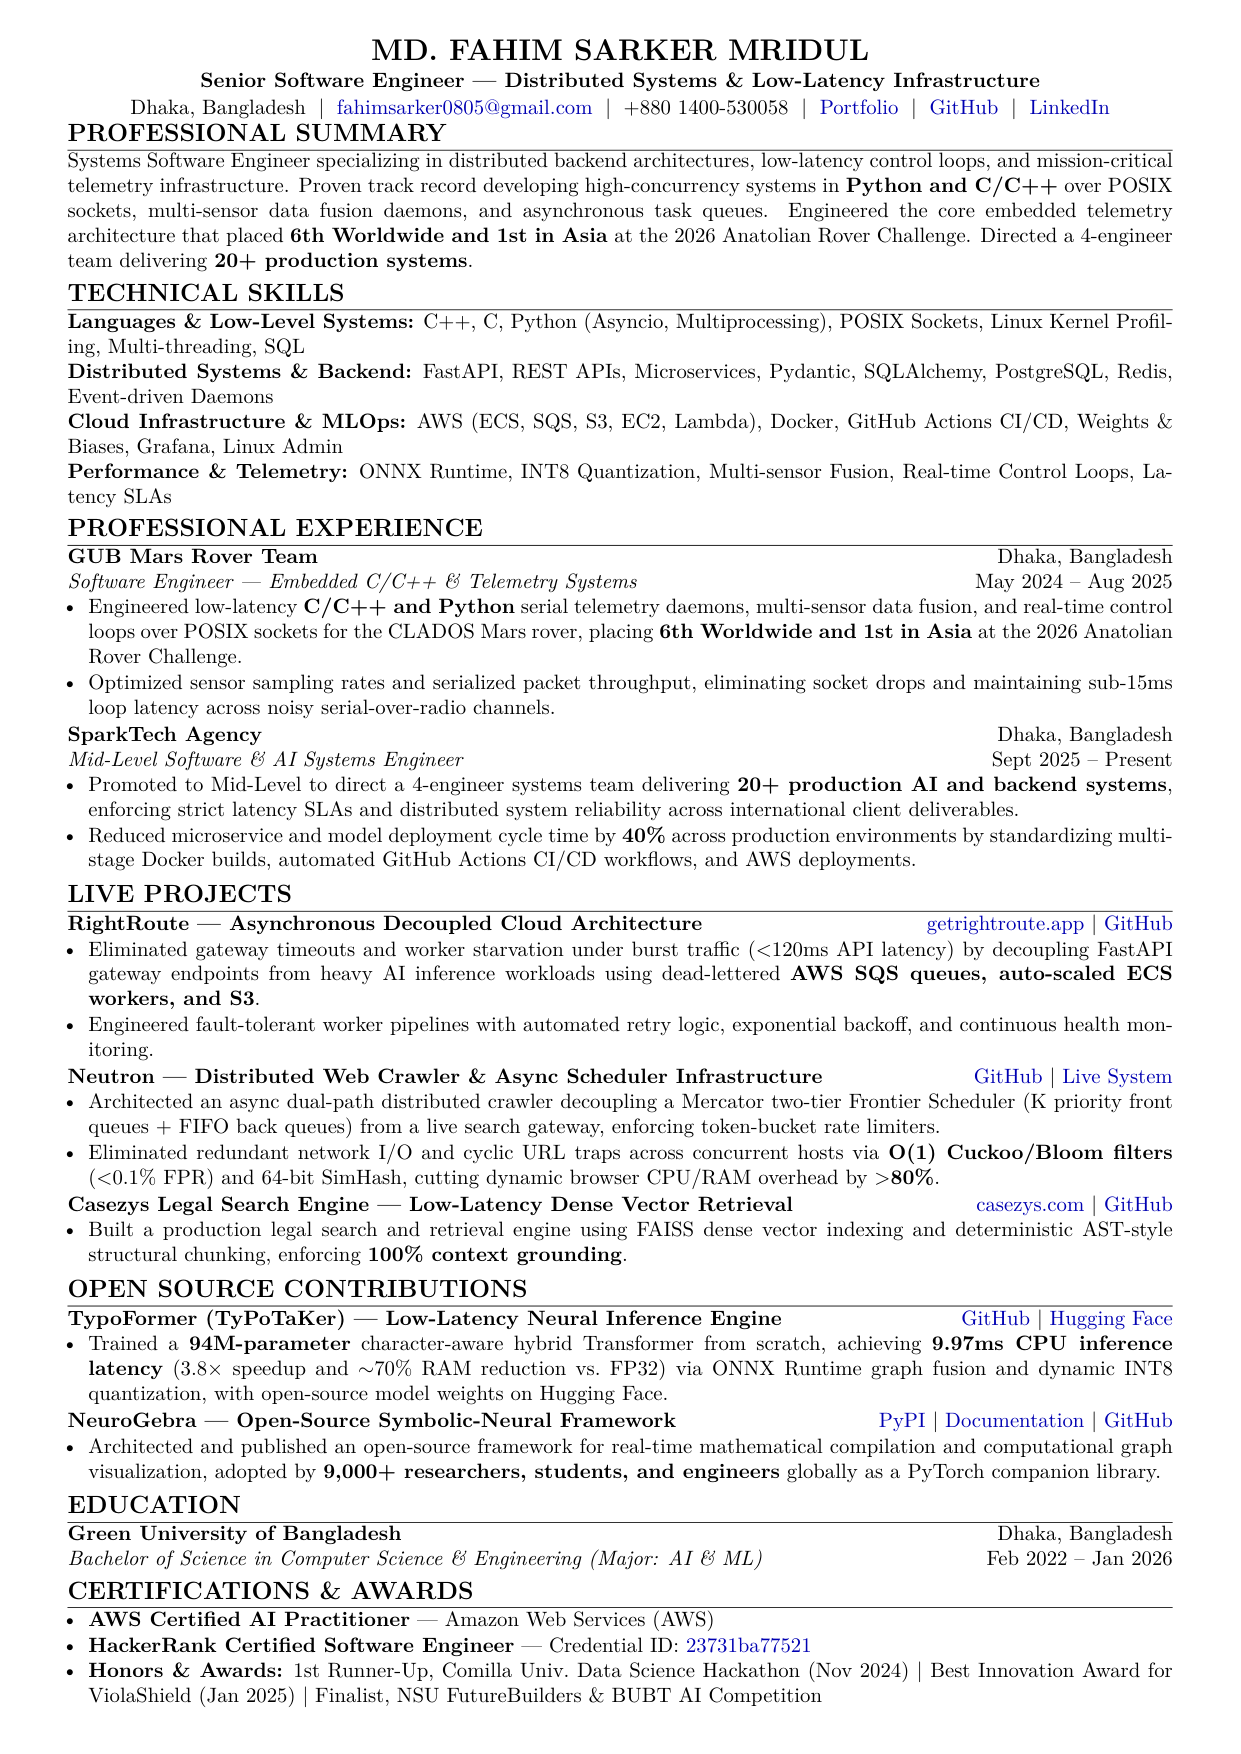 MD. FAHIM SARKER MRIDUL
Senior Software Engineer — Distributed Systems & Low-Latency Infrastructure
Dhaka, Bangladesh | fahimsarker0805@gmail.com | +880 1400-530058 | Portfolio | GitHub | LinkedIn
PROFESSIONAL SUMMARY
Systems Software Engineer specializing in distributed backend architectures, low-latency control loops, and mission-critical
telemetry infrastructure. Proven track record developing high-concurrency systems in Python and C/C++ over POSIX
sockets, multi-sensor data fusion daemons, and asynchronous task queues. Engineered the core embedded telemetry
architecture that placed 6th Worldwide and 1st in Asia at the 2026 Anatolian Rover Challenge. Directed a 4-engineer
team delivering 20+ production systems.
TECHNICAL SKILLS
Languages & Low-Level Systems: C++, C, Python (Asyncio, Multiprocessing), POSIX Sockets, Linux Kernel Profil-
ing, Multi-threading, SQL
Distributed Systems & Backend: FastAPI, REST APIs, Microservices, Pydantic, SQLAlchemy, PostgreSQL, Redis,
Event-driven Daemons
Cloud Infrastructure & MLOps: AWS (ECS, SQS, S3, EC2, Lambda), Docker, GitHub Actions CI/CD, Weights &
Biases, Grafana, Linux Admin
Performance & Telemetry: ONNX Runtime, INT8 Quantization, Multi-sensor Fusion, Real-time Control Loops, La-
tency SLAs
PROFESSIONAL EXPERIENCE
GUB Mars Rover Team Dhaka, Bangladesh
Software Engineer — Embedded C/C++ & Telemetry Systems May 2024 – Aug 2025
• Engineered low-latency C/C++ and Python serial telemetry daemons, multi-sensor data fusion, and real-time control
loops over POSIX sockets for the CLADOS Mars rover, placing 6th Worldwide and 1st in Asia at the 2026 Anatolian
Rover Challenge.
• Optimized sensor sampling rates and serialized packet throughput, eliminating socket drops and maintaining sub-15ms
loop latency across noisy serial-over-radio channels.
SparkTech Agency Dhaka, Bangladesh
Mid-Level Software & AI Systems Engineer Sept 2025 – Present
• Promoted to Mid-Level to direct a 4-engineer systems team delivering 20+ production AI and backend systems,
enforcing strict latency SLAs and distributed system reliability across international client deliverables.
• Reduced microservice and model deployment cycle time by 40% across production environments by standardizing multi-
stage Docker builds, automated GitHub Actions CI/CD workflows, and AWS deployments.
LIVE PROJECTS
RightRoute — Asynchronous Decoupled Cloud Architecture getrightroute.app | GitHub
• Eliminated gateway timeouts and worker starvation under burst traffic (<120ms API latency) by decoupling FastAPI
gateway endpoints from heavy AI inference workloads using dead-lettered AWS SQS queues, auto-scaled ECS
workers, and S3.
• Engineered fault-tolerant worker pipelines with automated retry logic, exponential backoff, and continuous health mon-
itoring.
Neutron — Distributed Web Crawler & Async Scheduler Infrastructure GitHub | Live System
• Architected an async dual-path distributed crawler decoupling a Mercator two-tier Frontier Scheduler (K priority front
queues + FIFO back queues) from a live search gateway, enforcing token-bucket rate limiters.
• Eliminated redundant network I/O and cyclic URL traps across concurrent hosts via O(1) Cuckoo/Bloom filters
(<0.1% FPR) and 64-bit SimHash, cutting dynamic browser CPU/RAM overhead by >80%.
Casezys Legal Search Engine — Low-Latency Dense Vector Retrieval casezys.com | GitHub
• Built a production legal search and retrieval engine using FAISS dense vector indexing and deterministic AST-style
structural chunking, enforcing 100% context grounding.
OPEN SOURCE CONTRIBUTIONS
TypoFormer (TyPoTaKer) — Low-Latency Neural Inference Engine GitHub | Hugging Face
• Trained a 94M-parameter character-aware hybrid Transformer from scratch, achieving 9.97ms CPU inference
latency (3.8× speedup and ~70% RAM reduction vs. FP32) via ONNX Runtime graph fusion and dynamic INT8
quantization, with open-source model weights on Hugging Face.
NeuroGebra — Open-Source Symbolic-Neural Framework PyPI | Documentation | GitHub
• Architected and published an open-source framework for real-time mathematical compilation and computational graph
visualization, adopted by 9,000+ researchers, students, and engineers globally as a PyTorch companion library.
EDUCATION
Green University of Bangladesh Dhaka, Bangladesh
Bachelor of Science in Computer Science & Engineering (Major: AI & ML) Feb 2022 – Jan 2026
CERTIFICATIONS & AWARDS
• AWS Certified AI Practitioner — Amazon Web Services (AWS)
• HackerRank Certified Software Engineer — Credential ID: 23731ba77521
• Honors & Awards: 1st Runner-Up, Comilla Univ. Data Science Hackathon (Nov 2024) | Best Innovation Award for
ViolaShield (Jan 2025) | Finalist, NSU FutureBuilders & BUBT AI Competition